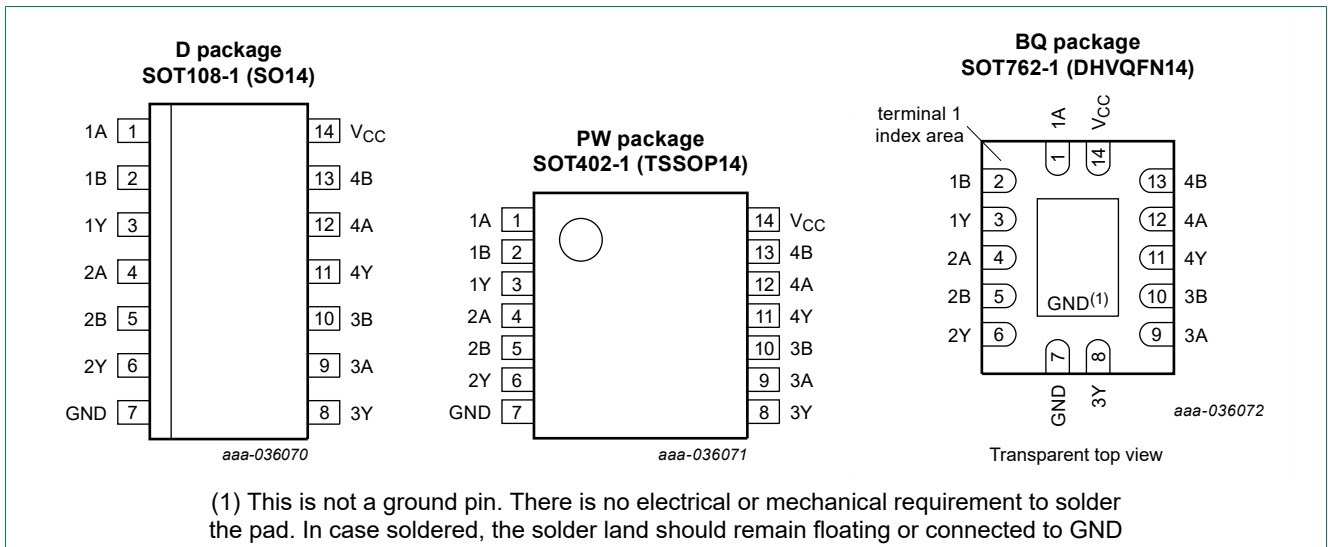 D package
SOT108-1 (SO14)
1A 1
14 VCC
1B 2
13 4B
1Y 3
12 4A
2A 4
11 4Y
2B 5
10 3B
2Y 6
9 3A
GND 7
8 3Y
aaa-036070
PW package
SOT402-1 (TSSOP14)
1A 1
14 VCC
1B 2
13 4B
1Y 3
12 4A
2A 4
11 4Y
2B 5
10 3B
2Y 6
9 3A
GND 7
8 3Y
aaa-036071
BQ package
SOT762-1 (DHVQFN14)
terminal 1
index area
1A
VCC
1
14
1B 2
13 4B
1Y 3
12 4A
2A 4
11 4Y
2B 5
10 3B
GND(1)
2Y 6
9 3A
7
8
GND
3Y
aaa-036072
Transparent top view
(1) This is not a ground pin. There is no electrical or mechanical requirement to solder
the pad. In case soldered, the solder land should remain floating or connected to GND